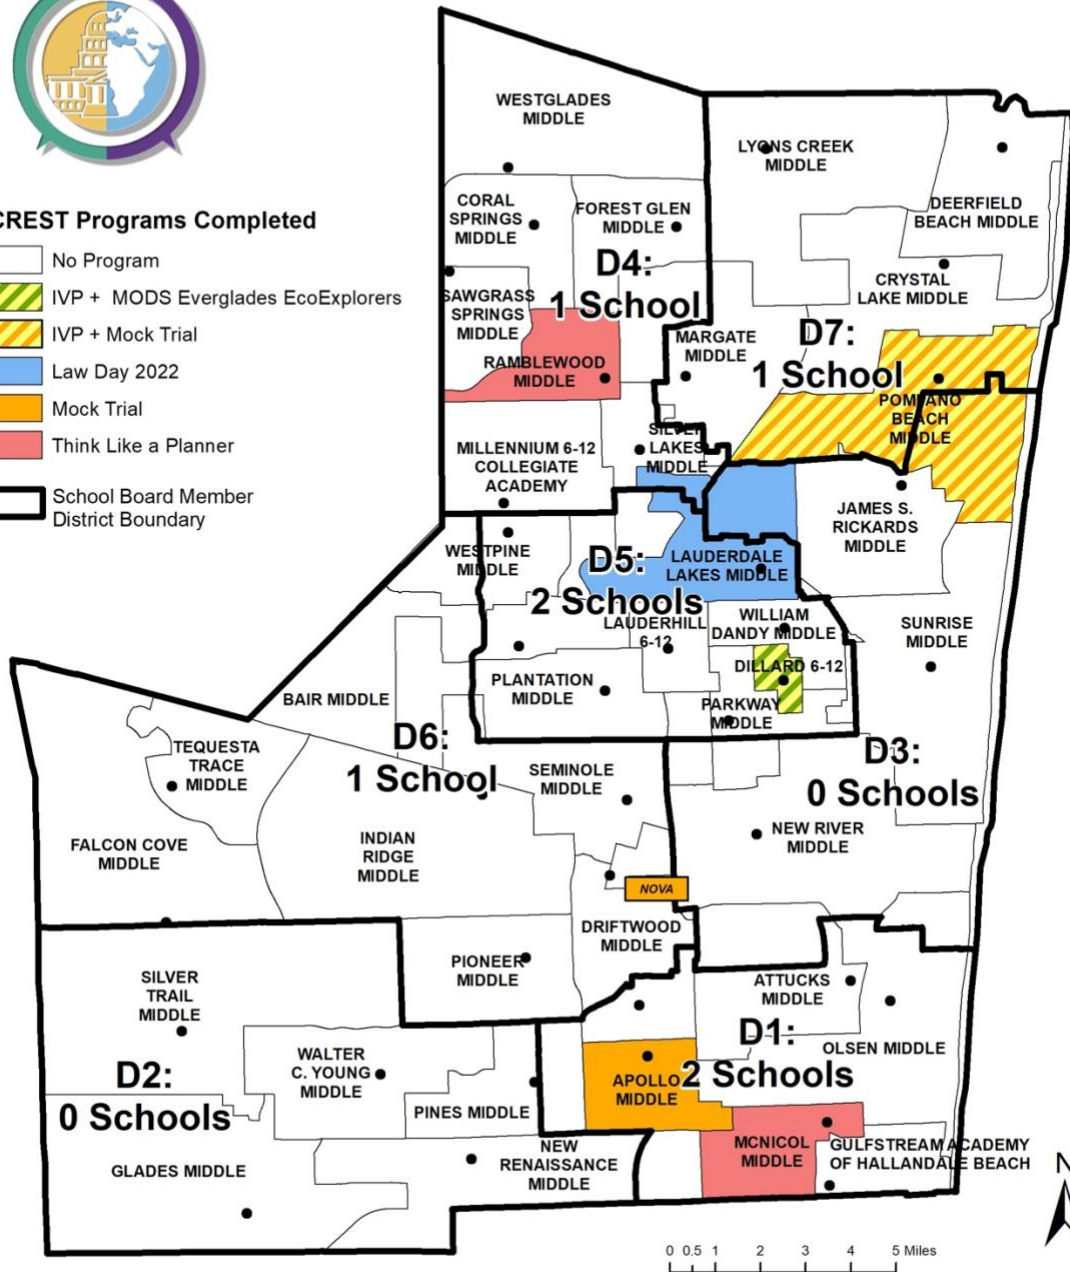 CREST Programs Completed
No Program
IVP + MODS Everglades EcoExplorers
IVP + Mock Trial
Law Day 2022
Mock Trial
Think Like a Planner
School Board Member
District Boundary
WESTGLADES
MIDDLE
LYONS CREEK
MIDDLE
CORAL
SPRINGS
MIDDLE
FOREST GLEN
MIDDLE
DEERFIELD
BEACH MIDDLE
D4:
1 School
CRYSTAL
LAKE MIDDLE
SAWGRASS
SPRINGS
MIDDLE
RAMBLEWOOD
MIDDLE
MARGATE
MIDDLE
D7:
1 School
POMPANO
BEACH
MIDDLE
MILLENNIUM 6-12
COLLEGIATE
ACADEMY
SILVER
LAKES
MIDDLE
JAMES S.
RICKARDS
MIDDLE
WESTPINE
MIDDLE
D5:
2 Schools
LAUDERDALE
LAKES MIDDLE
LAUDERHILL
6-12
WILLIAM
DANDY MIDDLE
SUNRISE
MIDDLE
DILLARD 6-12
PLANTATION
MIDDLE
PARKWAY
MIDDLE
BAIR MIDDLE
D6:
1 School
TEQUESTA
TRACE
MIDDLE
SEMINOLE
MIDDLE
D3:
0 Schools
FALCON COVE
MIDDLE
INDIAN
RIDGE
MIDDLE
NEW RIVER
MIDDLE
NOVA
DRIFTWOOD
MIDDLE
PIONEER
MIDDLE
SILVER
TRAIL
MIDDLE
ATTUCKS
MIDDLE
D1:
2 Schools
OLSEN MIDDLE
WALTER
C. YOUNG
MIDDLE
D2:
0 Schools
APOLLO
MIDDLE
PINES MIDDLE
MCNICOL
MIDDLE
GULFSTREAM ACADEMY
OF HALLANDALE BEACH
NEW
RENAISSANCE
MIDDLE
GLADES MIDDLE
N
0 0.5 1 2 3 4 5 Miles